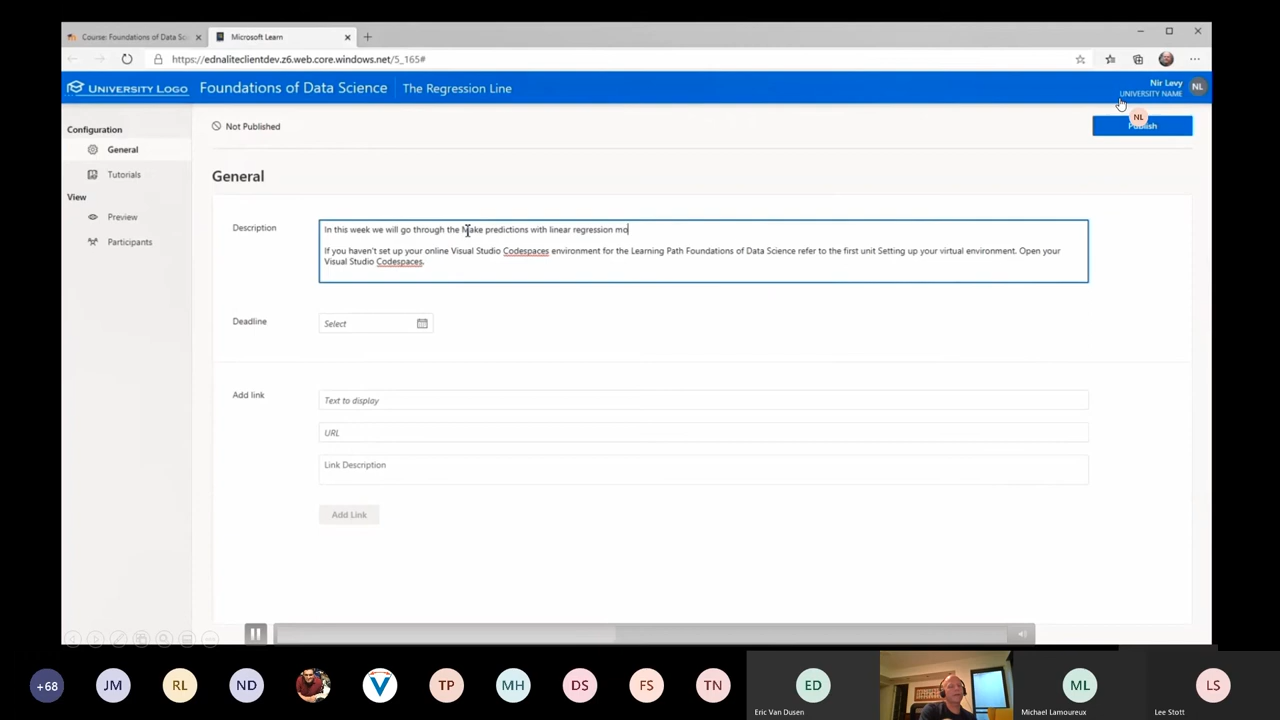 Course: Foundations of Data Sc
Microsoft Learn
https://ednaliteclientdev.z6.web.core.windows.net/5_165#
UNIVERSITY LOGO
Foundations of Data Science
The Regression Line
Nir Levy
UNIVERSITY NAME
NL
Configuration
General
Tutorials
View
Preview
Participants
Not Published
NL
Publish
General
Description
In this week we will go through the Make predictions with linear regression mo
If you haven't set up your online Visual Studio Codespaces environment for the Learning Path Foundations of Data Science refer to the first unit Setting up your virtual environment. Open your
Visual Studio Codespaces.
Deadline
Select
Add link
Text to display
URL
Link Description
Add Link
+68
JM
RL
ND
TP
MH
DS
FS
TN
ED
Eric Van Dusen
ML
Michael Lamoureux
LS
Lee Stott